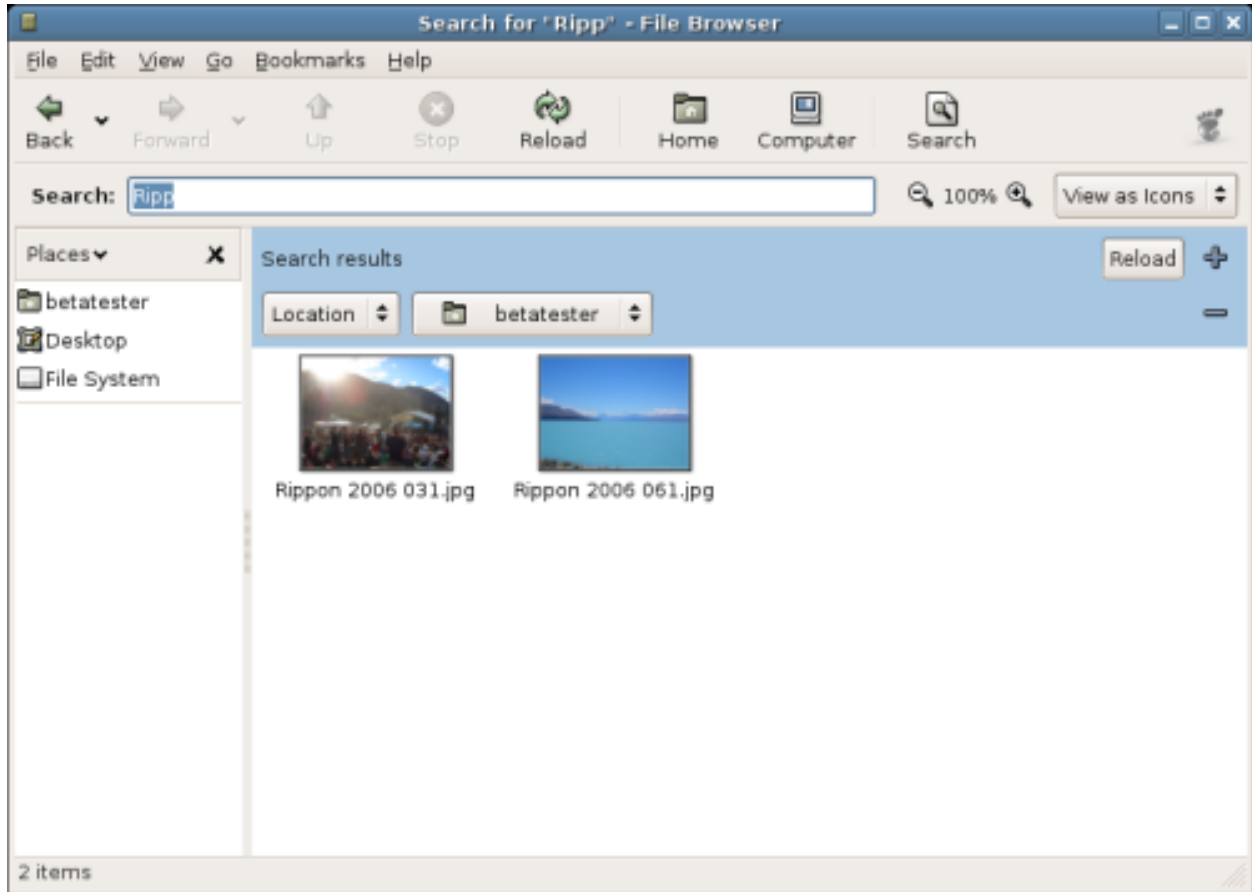 Search for "Ripp" - File Browser
File Edit View Go Bookmarks Help
Back Forward Up Stop Reload Home Computer Search
Search: Ripp 100% View as Icons
Places Search results Reload
betatester Location betatester
Desktop
File System
Rippon 2006 031.jpg Rippon 2006 061.jpg
2 items